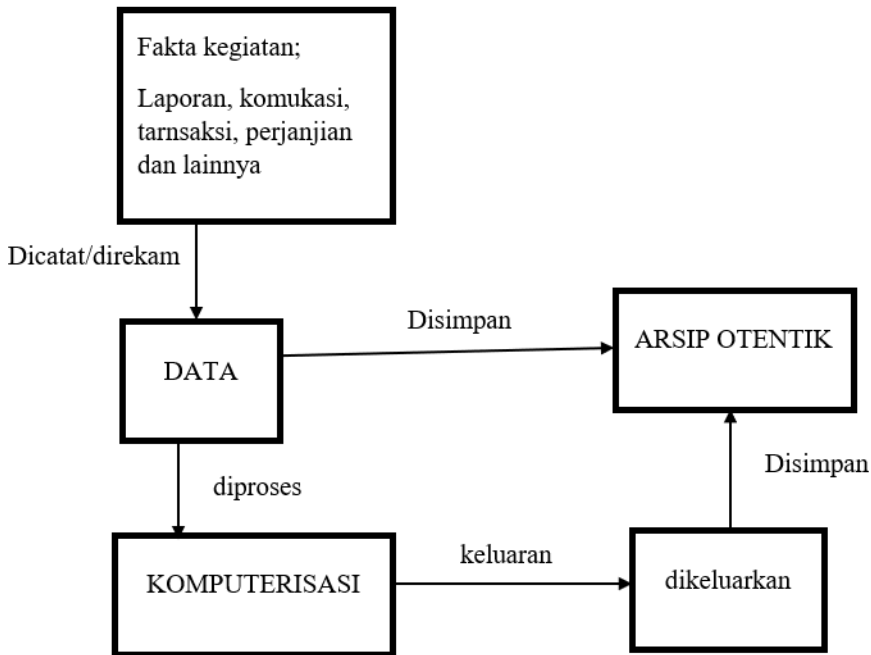 Fakta kegiatan;
Laporan, komukasi,
tarnsaksi, perjanjian
dan lainnya
Dicatat/direkam
Disimpan
DATA
ARSIP OTENTIK
diproses
Disimpan
KOMPUTERISASI
keluaran
dikeluarkan